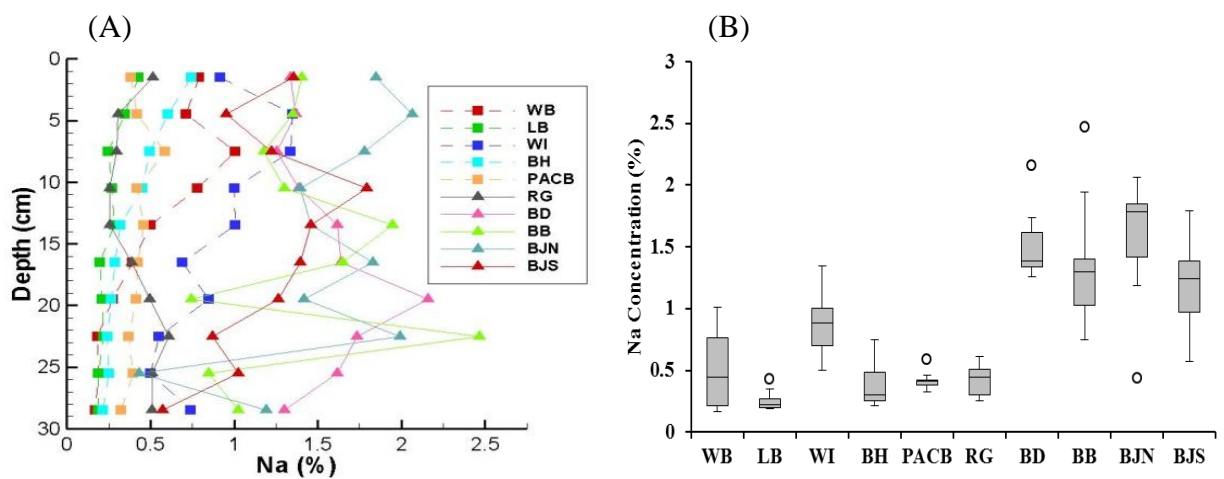 (A)
(B)
0
5
10
15
20
25
30
Depth (cm)
0
0.5
1
1.5
2
2.5
Na (%)
WB
LB
WI
BH
PACB
RG
BD
BB
BJN
BJS
3
2.5
2
1.5
1
0.5
0
Na Concentration (%)
WB LB WI BH PACB RG BD BB BJN BJS